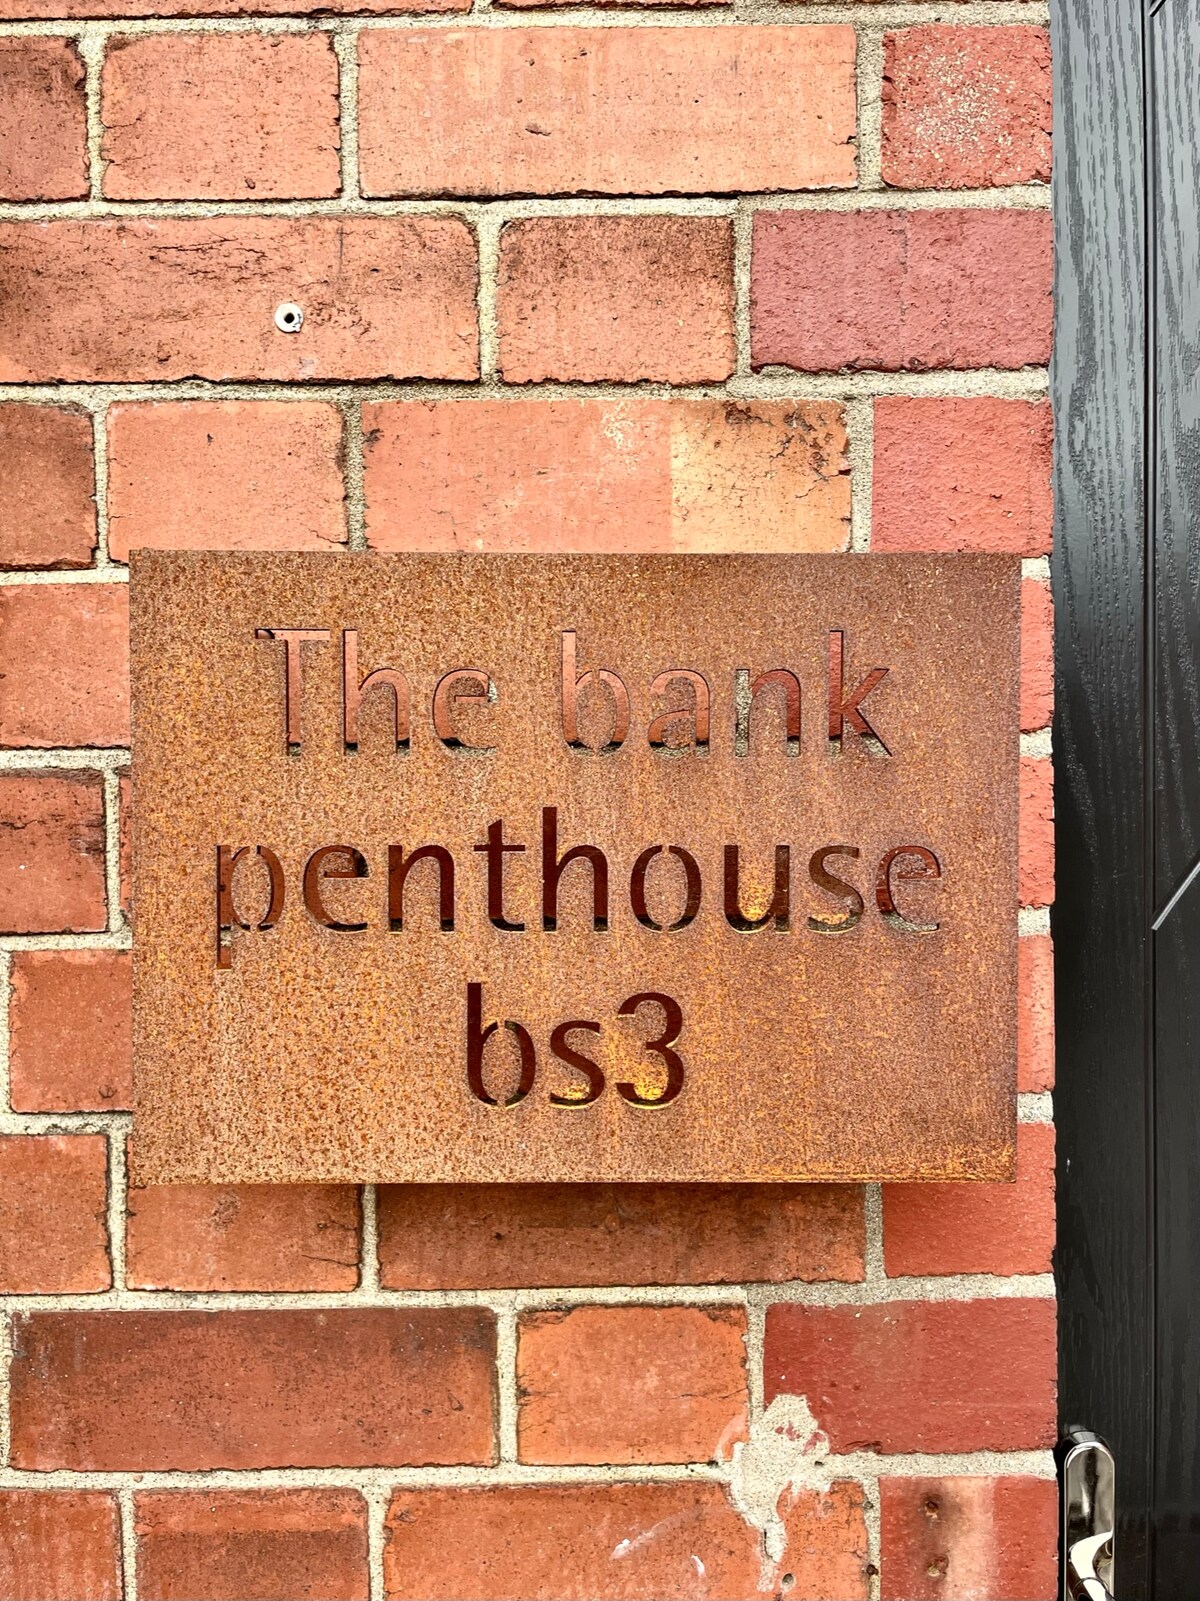 The bank
penthouse
bs3